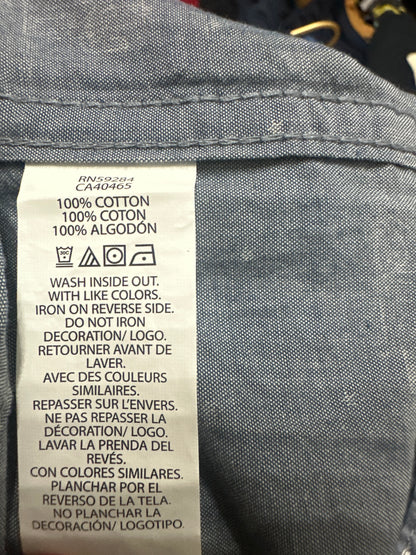 RN59284
CA40465
100% COTTON
100% COTON
100% ALGODÓN
WASH INSIDE OUT.
WITH LIKE COLORS.
IRON ON REVERSE SIDE.
DO NOT IRON
DECORATION/ LOGO.
RETOURNER AVANT DE
LAVER.
AVEC DES COULEURS
SIMILAIRES.
REPASSER SUR L'ENVERS.
NE PAS REPASSER LA
DÉCORATION/ LOGO.
LAVAR LA PRENDA DEL
REVÉS.
CON COLORES SIMILARES.
PLANCHAR POR EL
REVERSO DE LA TELA.
NO PLANCHAR LA
DECORACIÓN/ LOGOTIPO.